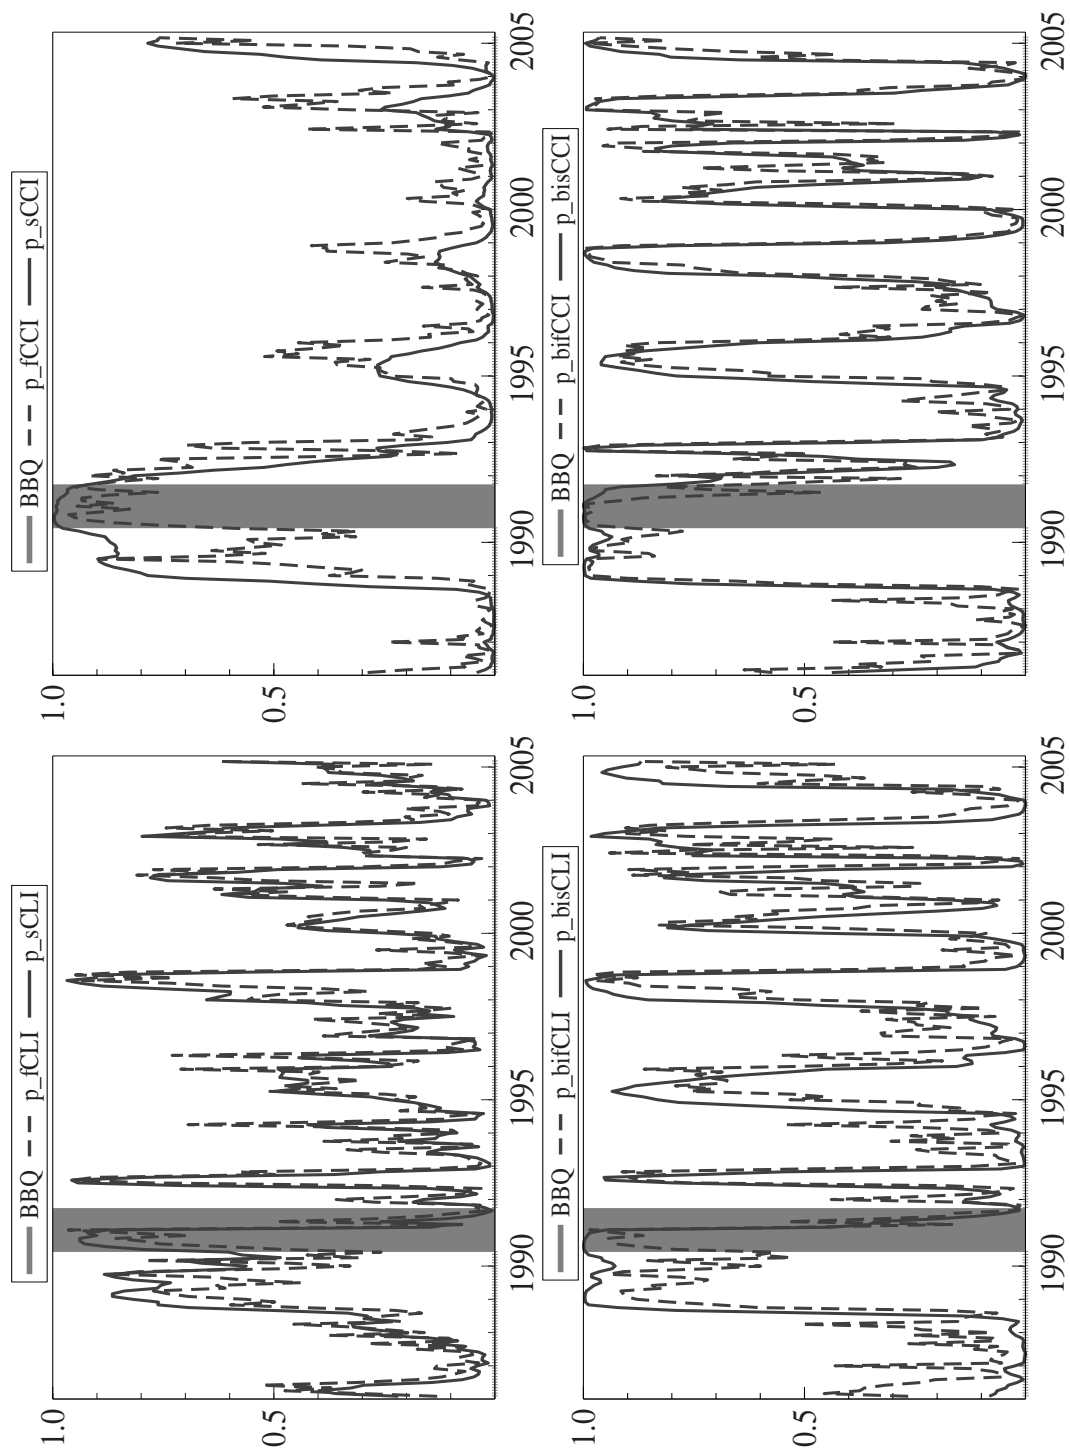 BBQ p_fCLI p_sCLI
1.0
0.5
1990 1995 2000 2005
BBQ p_fCCI p_sCCI
1.0
0.5
1990 1995 2000 2005
BBQ p_bifCLI p_bisCLI
1.0
0.5
1990 1995 2000 2005
BBQ p_bifCCI p_bisCCI
1.0
0.5
1990 1995 2000 2005